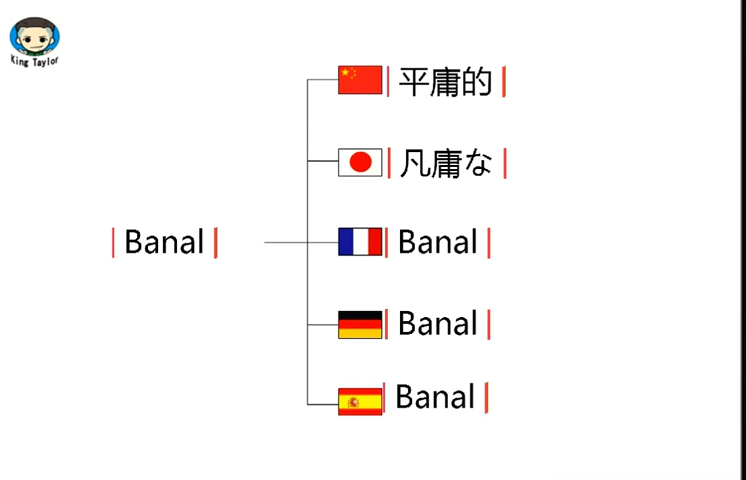 King Taylor
平庸的
凡庸な
Banal
Banal
Banal
Banal